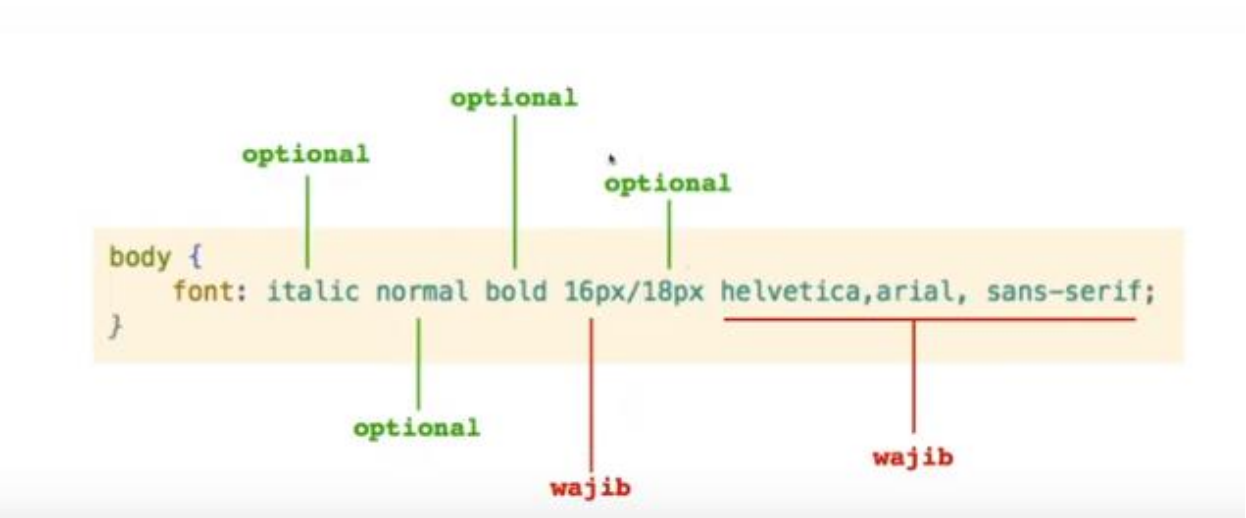 optional
optional
optional
body {
font: italic normal bold 16px/18px helvetica,arial, sans-serif;
}
optional
wajib
wajib